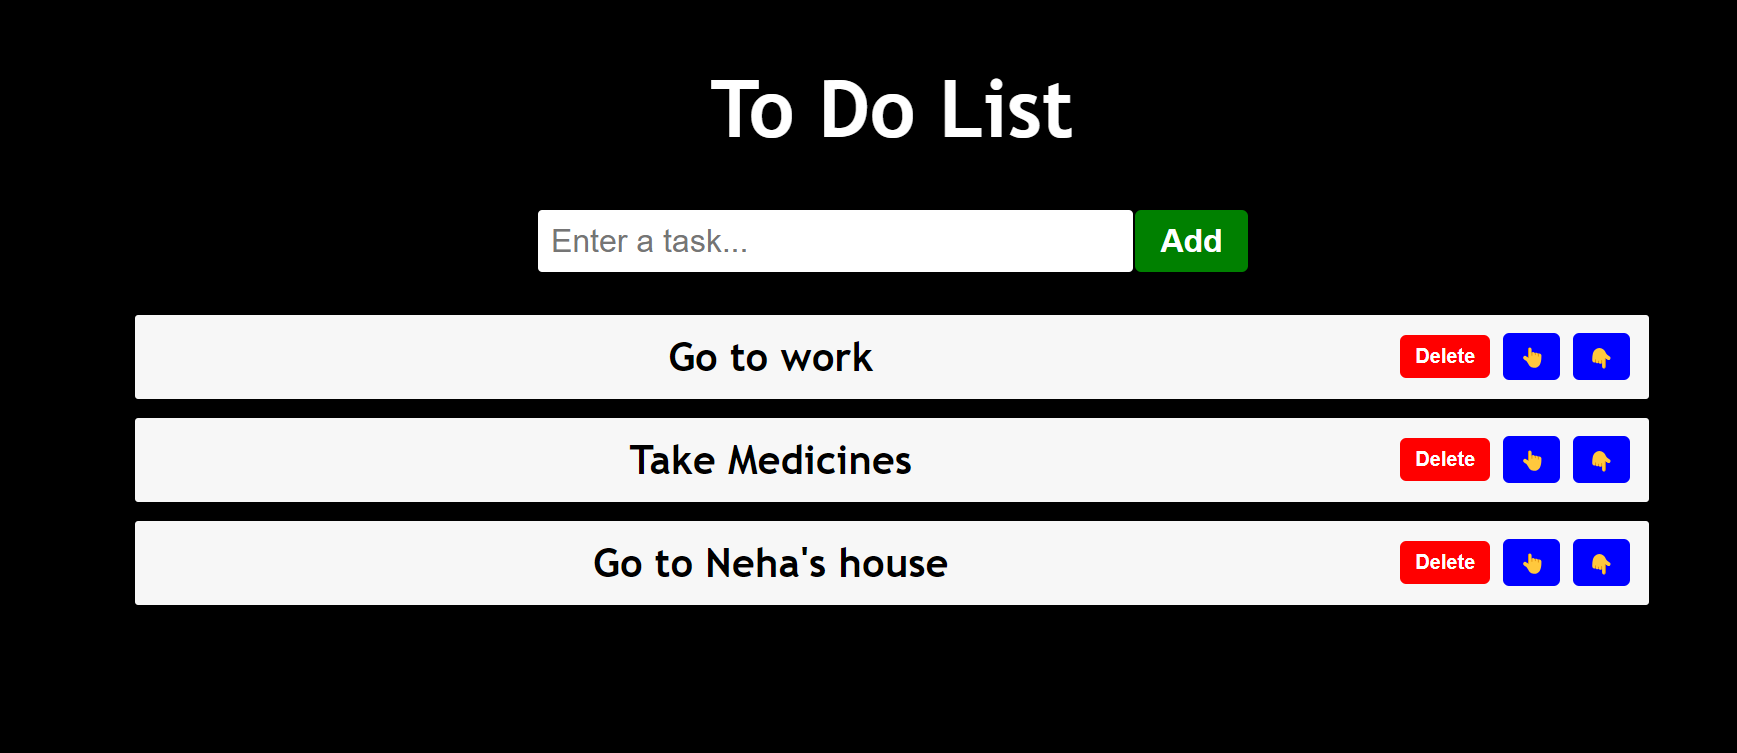 To Do List
Enter a task...
Add
Go to work
Delete
👆
👇
Take Medicines
Delete
👆
👇
Go to Neha's house
Delete
👆
👇